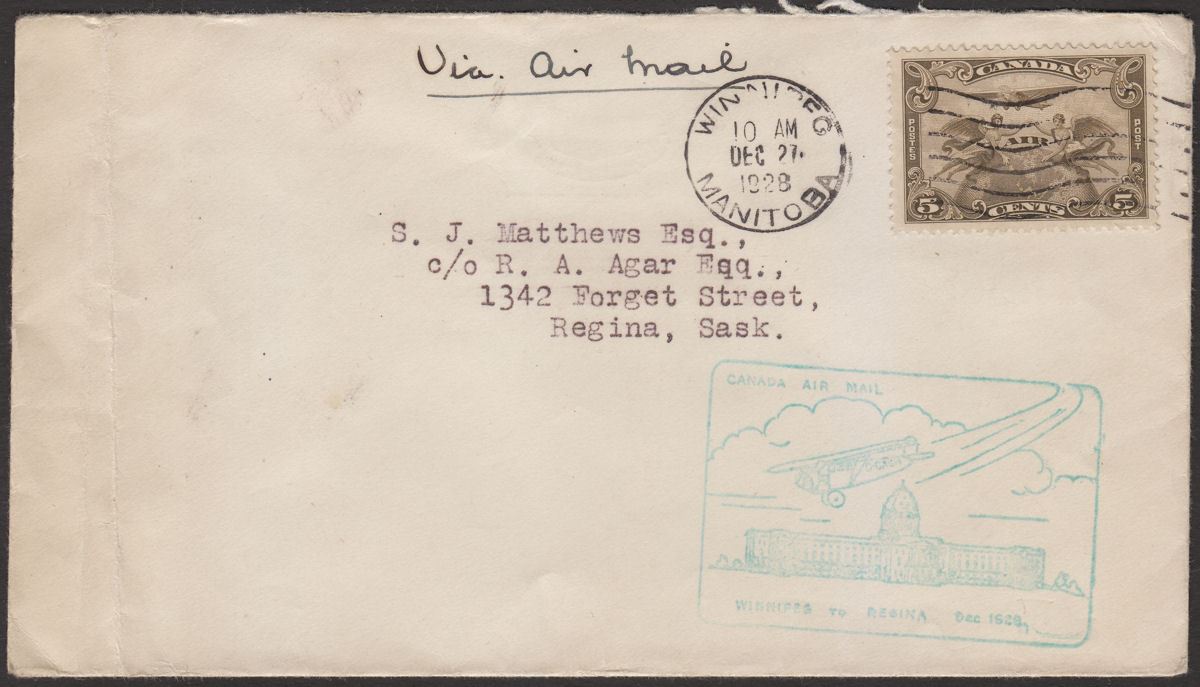 Via. Air Mail
WINNIPEG
10 AM
DEC 27.
1928
MANITOBA
CANADA
POSTES
AIR
POST
5
CENTS
5
S. J. Matthews Esq.,
c/o R. A. Agar Eqq.,
1342 Forget Street,
Regina, Sask.
CANADA AIR MAIL
WINNIPEG TO REGINA Dec 1928